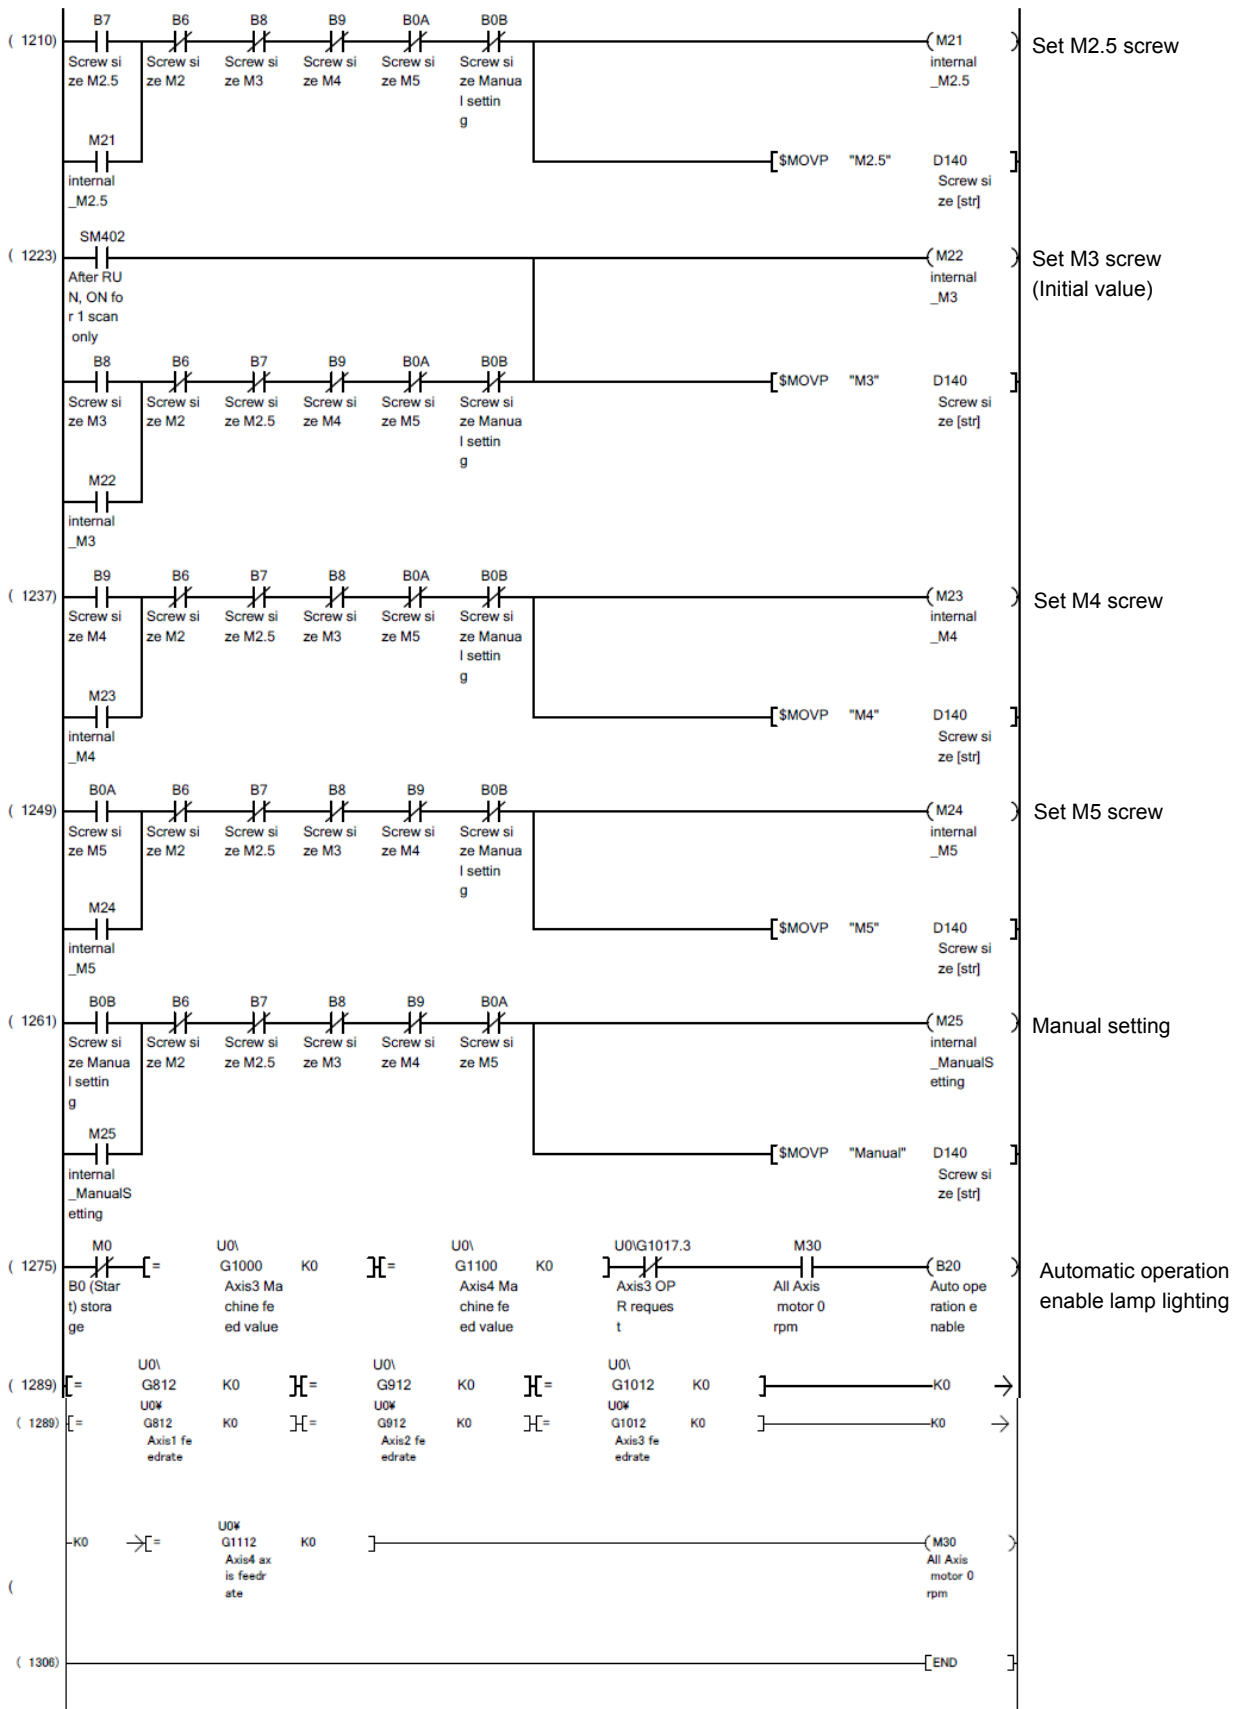 B7 B6 B8 B9 B0A B0B
( 1210) (M21 ) Set M2.5 screw
Screw si Screw si Screw si Screw si Screw si Screw si internal
ze M2.5 ze M2 ze M3 ze M4 ze M5 ze Manua _M2.5
l settin
g
M21
[$MOVP "M2.5" D140 ]
internal Screw si
_M2.5 ze [str]
SM402
( 1223) (M22 ) Set M3 screw
After RU internal (Initial value)
N, ON fo _M3
r 1 scan
only
B8 B6 B7 B9 B0A B0B
[$MOVP "M3" D140 ]
Screw si Screw si Screw si Screw si Screw si Screw si Screw si
ze M3 ze M2 ze M2.5 ze M4 ze M5 ze Manua ze [str]
l settin
g
M22
internal
_M3
B9 B6 B7 B8 B0A B0B
( 1237) (M23 ) Set M4 screw
Screw si Screw si Screw si Screw si Screw si Screw si internal
ze M4 ze M2 ze M2.5 ze M3 ze M5 ze Manua _M4
l settin
g
M23
[$MOVP "M4" D140 ]
internal Screw si
_M4 ze [str]
B0A B6 B7 B8 B9 B0B
( 1249) (M24 ) Set M5 screw
Screw si Screw si Screw si Screw si Screw si Screw si internal
ze M5 ze M2 ze M2.5 ze M3 ze M4 ze Manua _M5
l settin
g
M24
[$MOVP "M5" D140 ]
internal Screw si
_M5 ze [str]
B0B B6 B7 B8 B9 B0A
( 1261) (M25 ) Manual setting
Screw si Screw si Screw si Screw si Screw si Screw si internal
ze Manua ze M2 ze M2.5 ze M3 ze M4 ze M5 _ManualS
l settin etting
g
M25
[$MOVP "Manual" D140 ]
internal Screw si
_ManualS ze [str]
etting
M0 U0\ U0\ U0\G1017.3 M30
( 1275) [= G1000 K0 ][= G1100 K0 ] (B20 ) Automatic operation
B0 (Star Axis3 Ma Axis4 Ma Axis3 OP All Axis Auto ope enable lamp lighting
t) stora chine fe chine fe R reques motor 0 ration e
ge ed value ed value t rpm nable
U0\ U0\ U0\
( 1289) [= G812 K0 ][= G912 K0 ][= G1012 K0 ] K0
U0¥ U0¥ U0¥
( 1289) [= G812 K0 ][= G912 K0 ][= G1012 K0 ] K0
Axis1 fe Axis2 fe Axis3 fe
edrate edrate edrate
U0¥
K0 [= G1112 K0 ] (M30 )
Axis4 ax All Axis
is feedr motor 0
( ate rpm
( 1306) [END ]